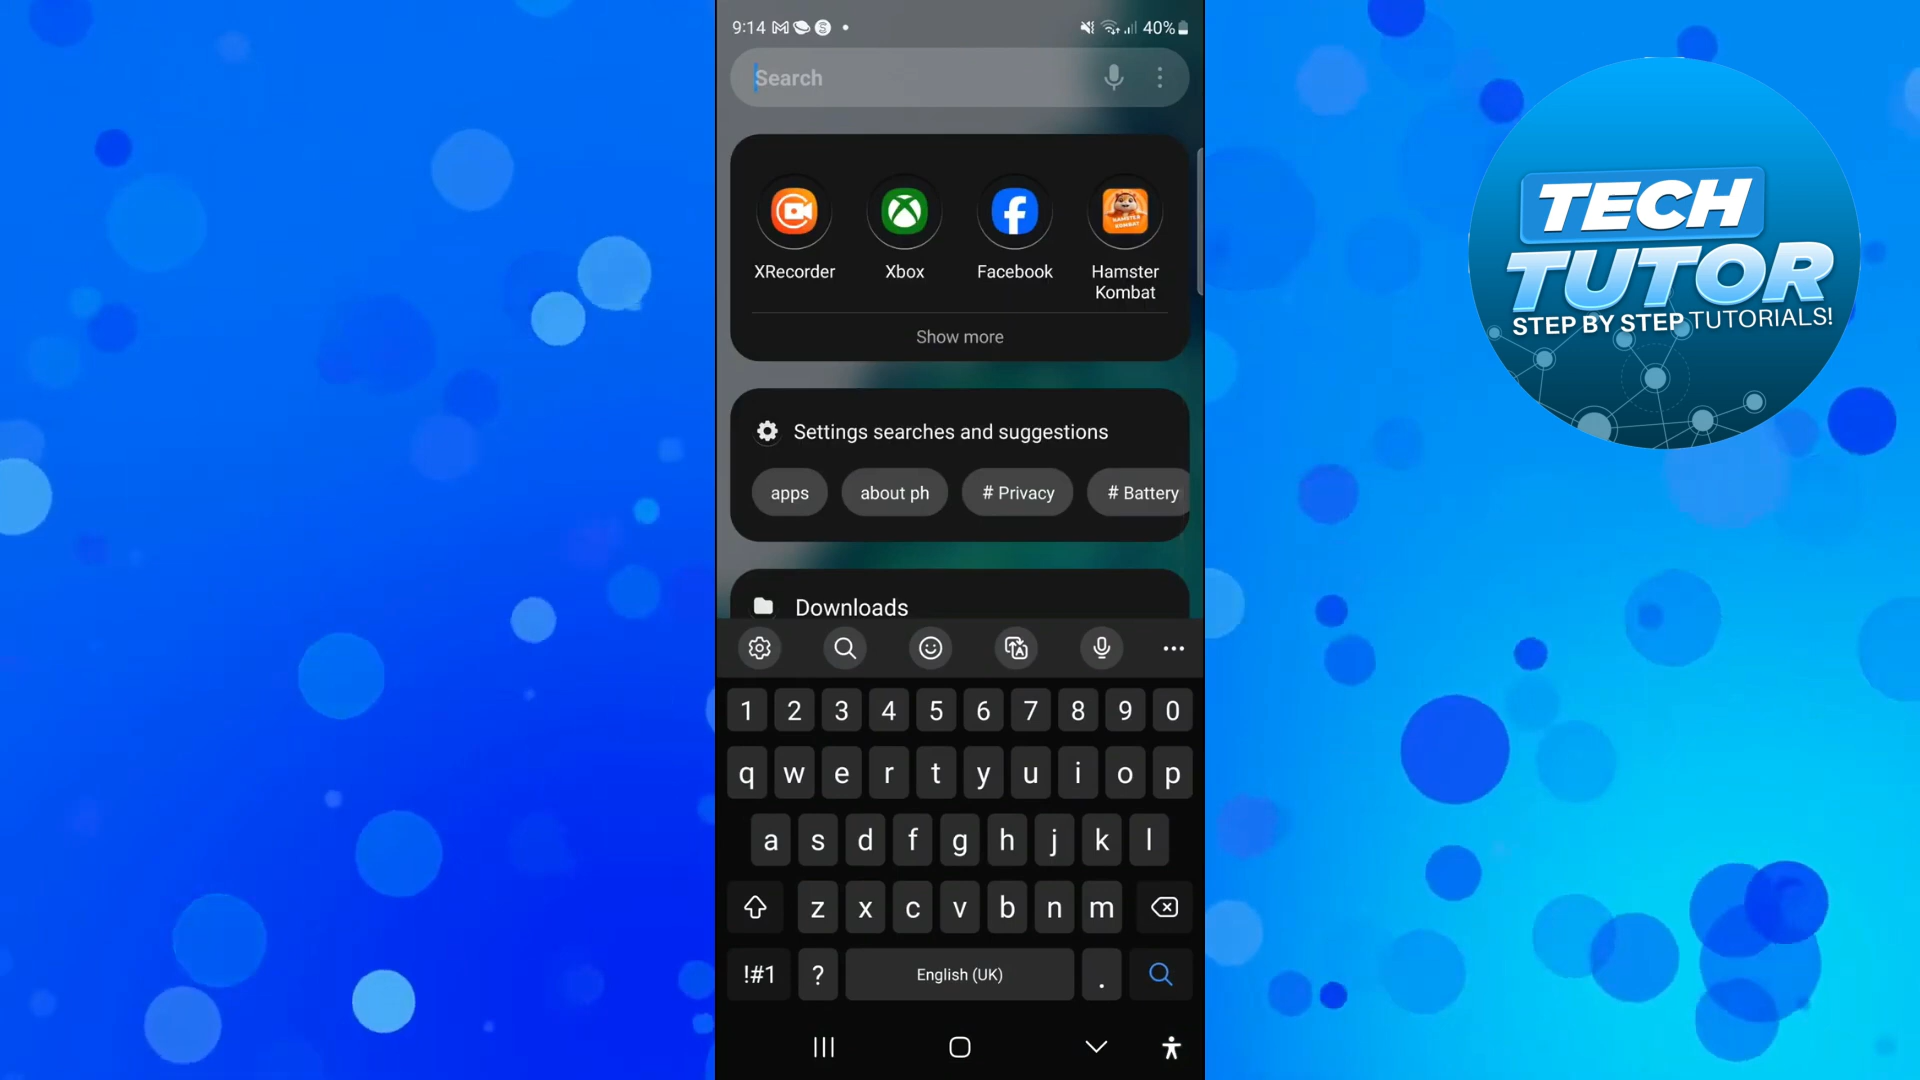 9:14
40%
Search
XRecorder
Xbox
Facebook
Hamster
Kombat
HAMSTER
KOMBAT
Show more
Settings searches and suggestions
apps
about ph
# Privacy
# Battery
Downloads
1 2 3 4 5 6 7 8 9 0
q w e r t y u i o p
a s d f g h j k l
z x c v b n m
!#1 ? English (UK) .
TECH
TUTOR
STEP BY STEP TUTORIALS!